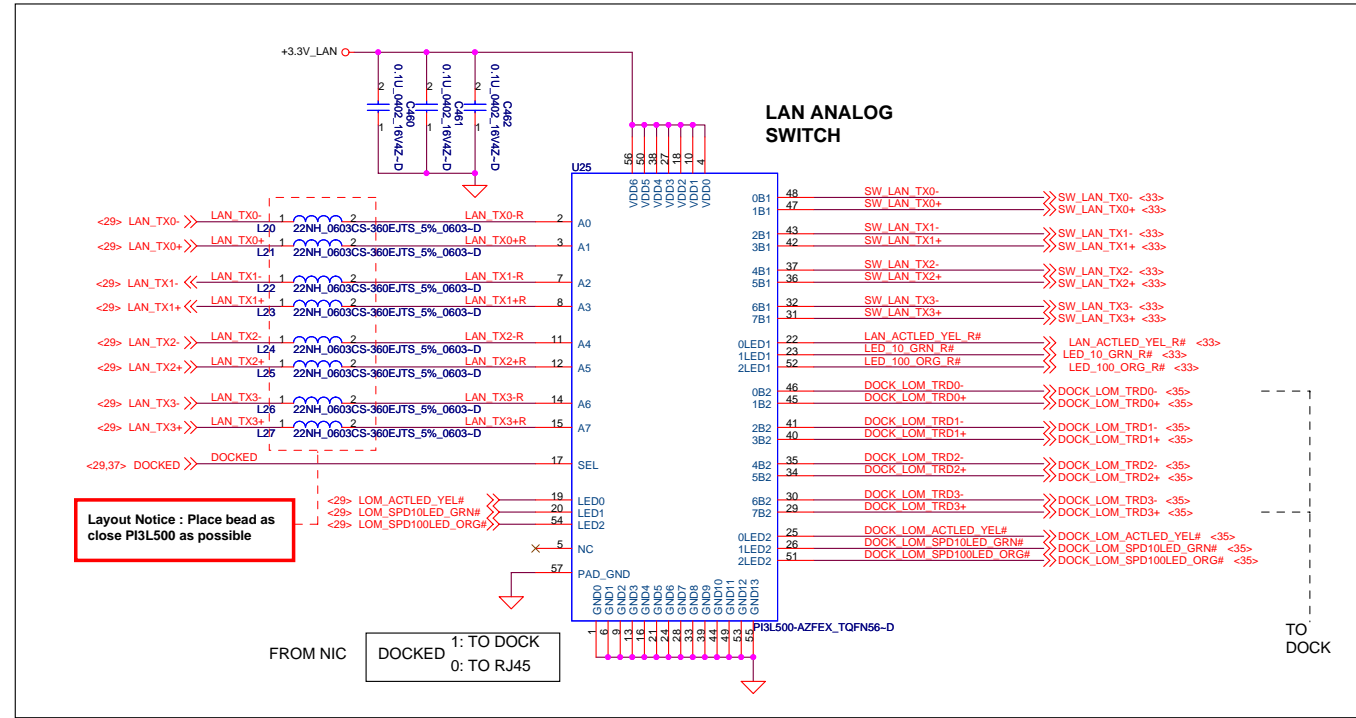 +3.3V_LAN
2 2 2
0.1U_0402_16V4Z~D
C460
0.1U_0402_16V4Z~D
C461
0.1U_0402_16V4Z~D
C462
1 1 1
LAN ANALOG
SWITCH
U25
56 50 38 27 18 10 4
VDD6 VDD5 VDD4 VDD3 VDD2 VDD1 VDD0
<29> LAN_TX0- LAN_TX0- 1 2 LAN_TX0-R 2 A0
L20 22NH_0603CS-360EJTS_5%_0603~D
<29> LAN_TX0+ LAN_TX0+ 1 2 LAN_TX0+R 3 A1
L21 22NH_0603CS-360EJTS_5%_0603~D
<29> LAN_TX1- LAN_TX1- 1 2 LAN_TX1-R 7 A2
L22 22NH_0603CS-360EJTS_5%_0603~D
<29> LAN_TX1+ LAN_TX1+ 1 2 LAN_TX1+R 8 A3
L23 22NH_0603CS-360EJTS_5%_0603~D
<29> LAN_TX2- LAN_TX2- 1 2 LAN_TX2-R 11 A4
L24 22NH_0603CS-360EJTS_5%_0603~D
<29> LAN_TX2+ LAN_TX2+ 1 2 LAN_TX2+R 12 A5
L25 22NH_0603CS-360EJTS_5%_0603~D
<29> LAN_TX3- LAN_TX3- 1 2 LAN_TX3-R 14 A6
L26 22NH_0603CS-360EJTS_5%_0603~D
<29> LAN_TX3+ LAN_TX3+ 1 2 LAN_TX3+R 15 A7
L27 22NH_0603CS-360EJTS_5%_0603~D
<29,37> DOCKED DOCKED 17 SEL
<29> LOM_ACTLED_YEL# 19 LED0
<29> LOM_SPD10LED_GRN# 20 LED1
<29> LOM_SPD100LED_ORG# 54 LED2
5 NC
57 PAD_GND
Layout Notice : Place bead as
close PI3L500 as possible
0B1 48 SW_LAN_TX0- SW_LAN_TX0- <33>
1B1 47 SW_LAN_TX0+ SW_LAN_TX0+ <33>
2B1 43 SW_LAN_TX1- SW_LAN_TX1- <33>
3B1 42 SW_LAN_TX1+ SW_LAN_TX1+ <33>
4B1 37 SW_LAN_TX2- SW_LAN_TX2- <33>
5B1 36 SW_LAN_TX2+ SW_LAN_TX2+ <33>
6B1 32 SW_LAN_TX3- SW_LAN_TX3- <33>
7B1 31 SW_LAN_TX3+ SW_LAN_TX3+ <33>
0LED1 22 LAN_ACTLED_YEL_R# LAN_ACTLED_YEL_R# <33>
1LED1 23 LED_10_GRN_R# LED_10_GRN_R# <33>
2LED1 52 LED_100_ORG_R# LED_100_ORG_R# <33>
0B2 46 DOCK_LOM_TRD0- DOCK_LOM_TRD0- <35>
1B2 45 DOCK_LOM_TRD0+ DOCK_LOM_TRD0+ <35>
2B2 41 DOCK_LOM_TRD1- DOCK_LOM_TRD1- <35>
3B2 40 DOCK_LOM_TRD1+ DOCK_LOM_TRD1+ <35>
4B2 35 DOCK_LOM_TRD2- DOCK_LOM_TRD2- <35>
5B2 34 DOCK_LOM_TRD2+ DOCK_LOM_TRD2+ <35>
6B2 30 DOCK_LOM_TRD3- DOCK_LOM_TRD3- <35>
7B2 29 DOCK_LOM_TRD3+ DOCK_LOM_TRD3+ <35>
0LED2 25 DOCK_LOM_ACTLED_YEL# DOCK_LOM_ACTLED_YEL# <35>
1LED2 26 DOCK_LOM_SPD10LED_GRN# DOCK_LOM_SPD10LED_GRN# <35>
2LED2 51 DOCK_LOM_SPD100LED_ORG# DOCK_LOM_SPD100LED_ORG# <35>
GND0 GND1 GND2 GND3 GND4 GND5 GND6 GND7 GND8 GND9 GND10 GND11 GND12 GND13
1 6 9 13 16 21 24 28 33 39 44 49 53 55
PI3L500-AZFEX_TQFN56~D
TO
DOCK
FROM NIC
DOCKED
1: TO DOCK
0: TO RJ45